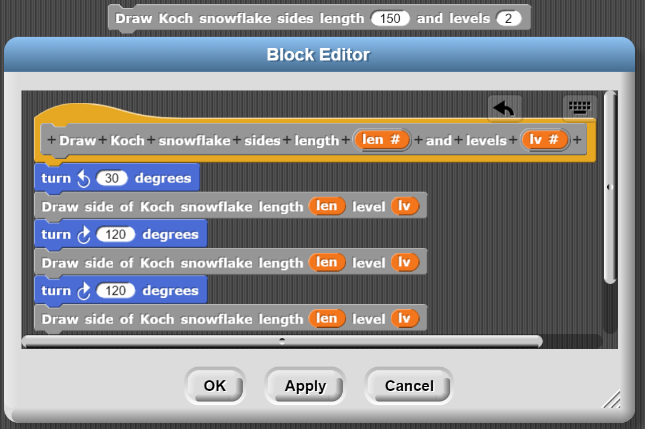 Draw Koch snowflake sides length 150 and levels 2
Block Editor
+ Draw + Koch + snowflake + sides + length + len # + and + levels + lv # +
turn ↺ 30 degrees
Draw side of Koch snowflake length len level lv
turn ↻ 120 degrees
Draw side of Koch snowflake length len level lv
turn ↻ 120 degrees
Draw side of Koch snowflake length len level lv
OK Apply Cancel